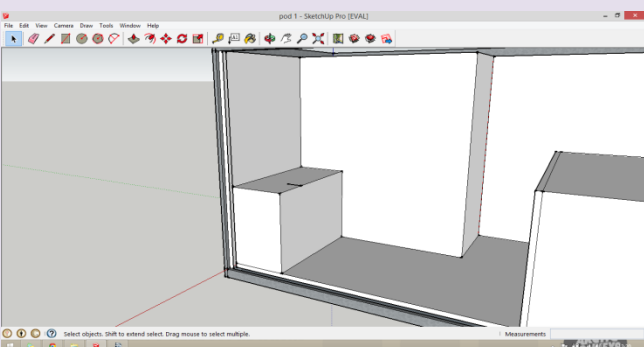 pod 1 - SketchUp Pro [EVAL]
File Edit View Camera Draw Tools Window Help
Select objects. Shift to extend select. Drag mouse to select multiple.
Measurements